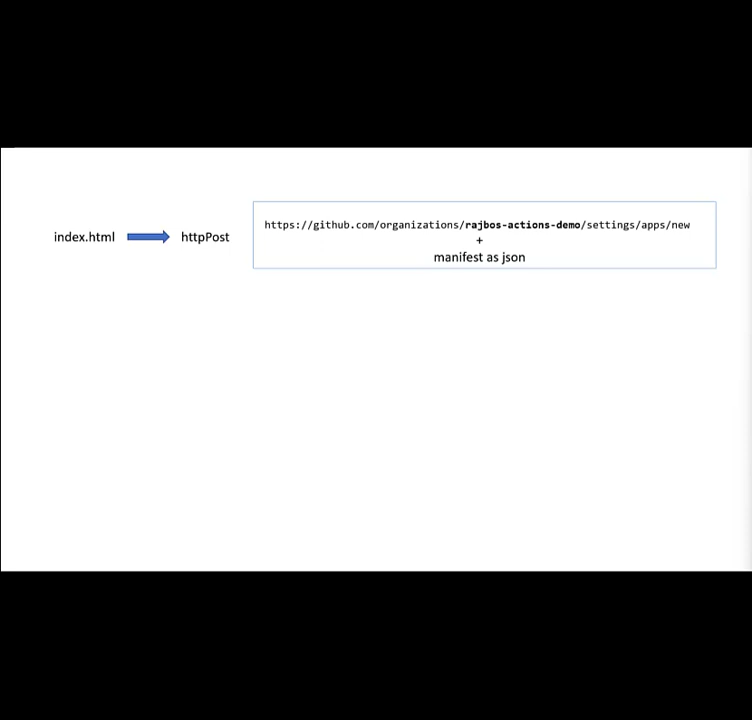 index.html httpPost https://github.com/organizations/rajbos-actions-demo/settings/apps/new
+
manifest as json